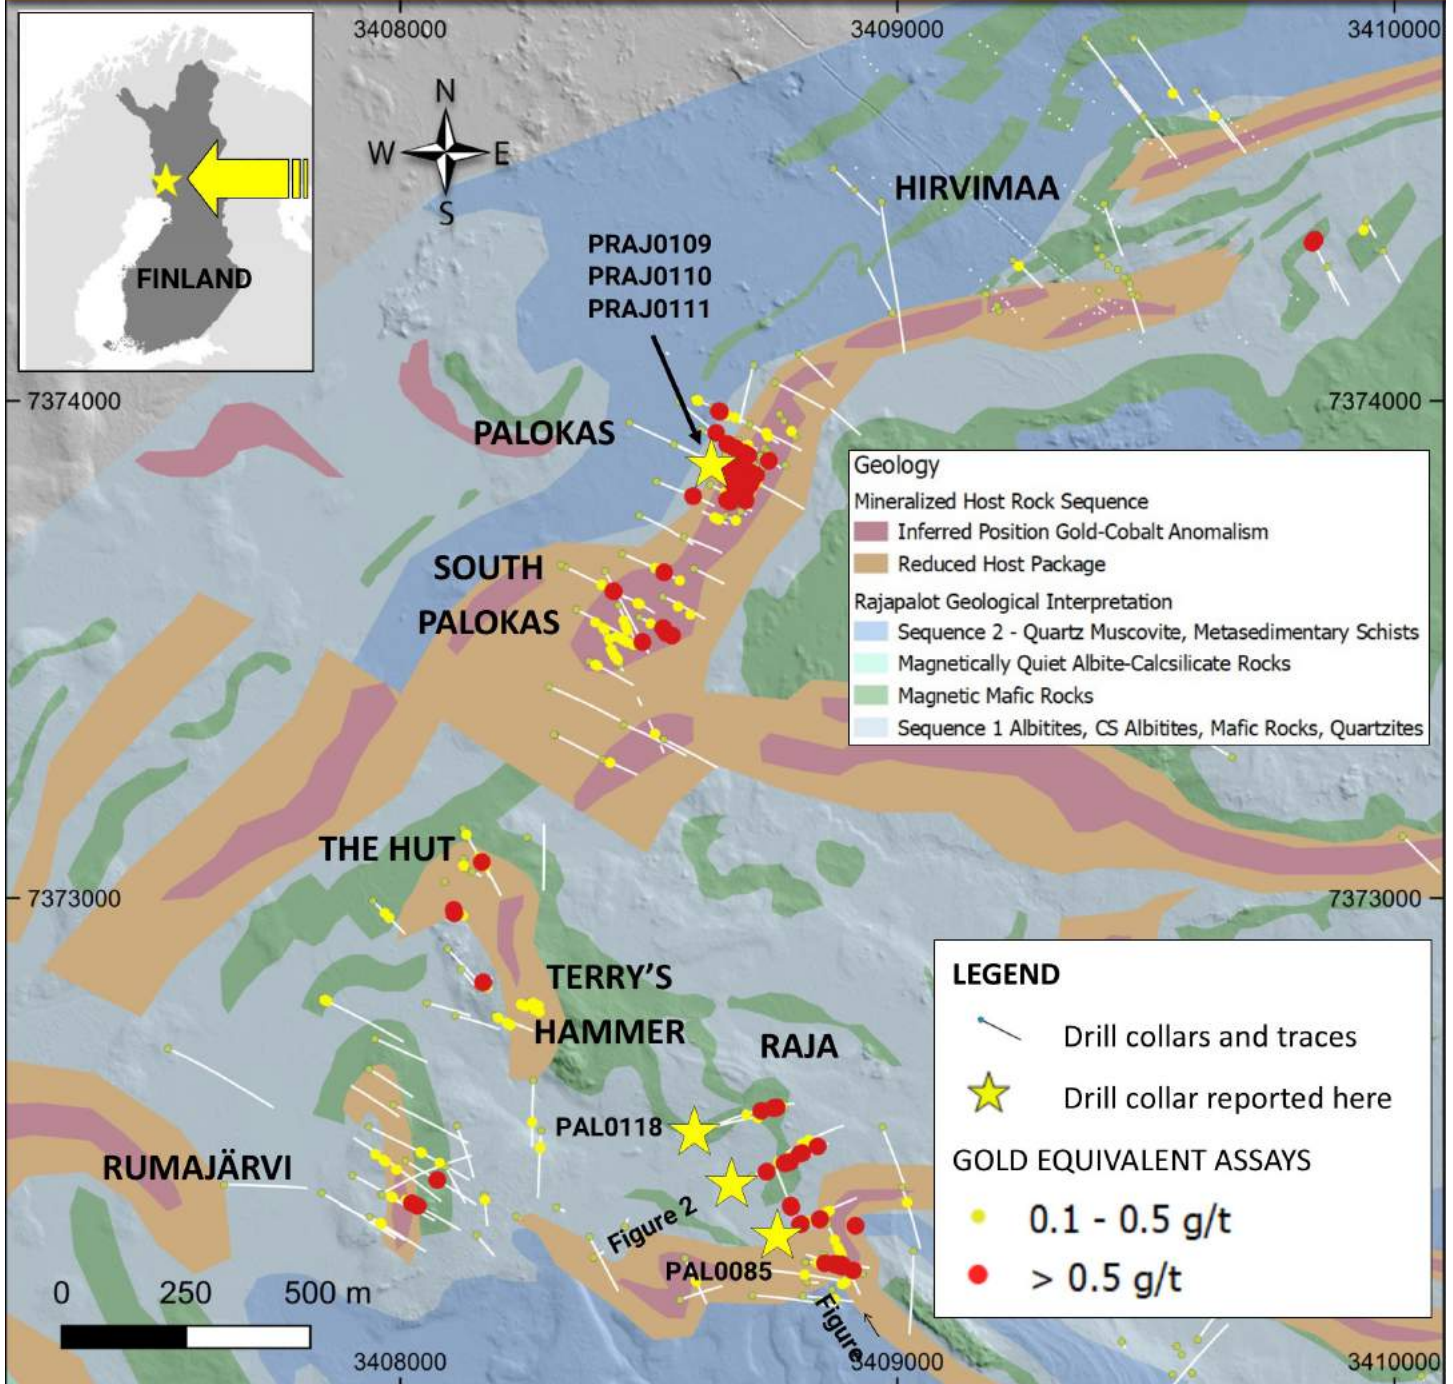 3408000
3409000
3410000
N
W
E
S
FINLAND
HIRVIMAA
PRAJ0109
PRAJ0110
PRAJ0111
7374000
7374000
PALOKAS
Geology
Mineralized Host Rock Sequence
Inferred Position Gold-Cobalt Anomalism
Reduced Host Package
Rajapalot Geological Interpretation
Sequence 2 - Quartz Muscovite, Metasedimentary Schists
Magnetically Quiet Albite-Calcsilicate Rocks
Magnetic Mafic Rocks
Sequence 1 Albitites, CS Albitites, Mafic Rocks, Quartzites
SOUTH
PALOKAS
THE HUT
7373000
7373000
TERRY'S
HAMMER
RAJA
LEGEND
Drill collars and traces
Drill collar reported here
GOLD EQUIVALENT ASSAYS
0.1 - 0.5 g/t
> 0.5 g/t
PAL0118
RUMAJÄRVI
Figure 2
PAL0085
Figure
0
250
500 m
3408000
3409000
3410000